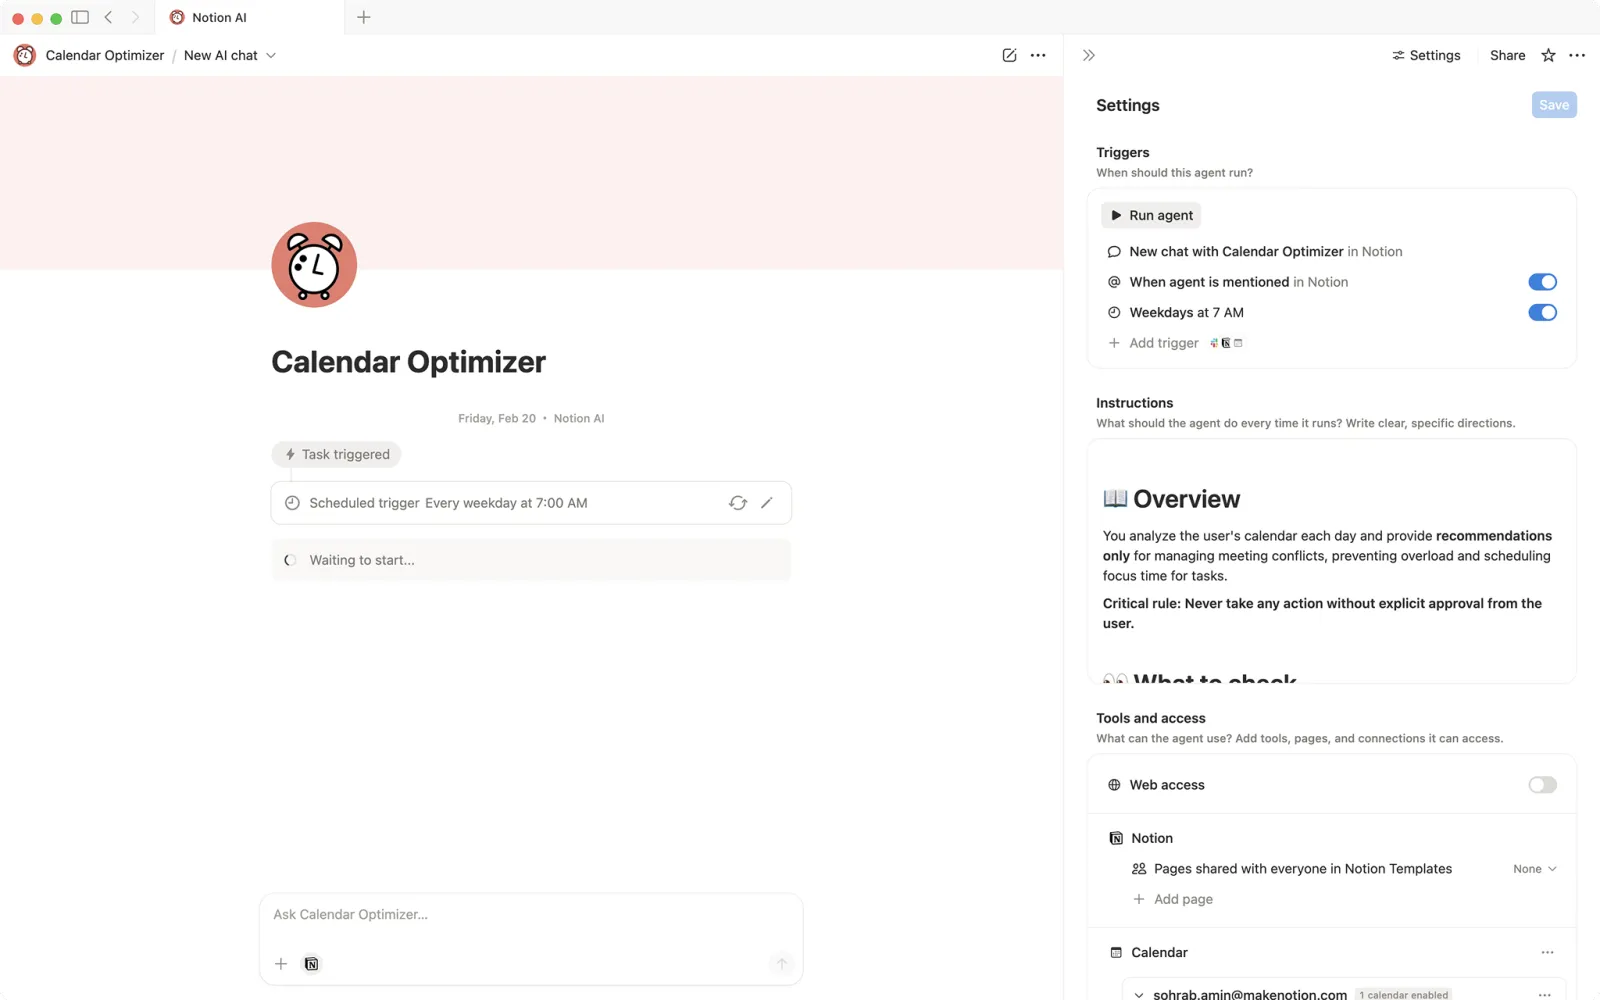 Notion AI
Calendar Optimizer / New AI chat
Settings
Share
Settings
Save
Triggers
When should this agent run?
Run agent
New chat with Calendar Optimizer in Notion
When agent is mentioned in Notion
Weekdays at 7 AM
Add trigger
Calendar Optimizer
Friday, Feb 20 • Notion AI
Task triggered
Scheduled trigger Every weekday at 7:00 AM
Waiting to start...
Ask Calendar Optimizer...
Instructions
What should the agent do every time it runs? Write clear, specific directions.
Overview
You analyze the user's calendar each day and provide recommendations
only for managing meeting conflicts, preventing overload and scheduling
focus time for tasks.
Critical rule: Never take any action without explicit approval from the
user.
What to check
Tools and access
What can the agent use? Add tools, pages, and connections it can access.
Web access
Notion
Pages shared with everyone in Notion Templates
None
Add page
Calendar
sohrab.amin@makenotion.com 1 calendar enabled